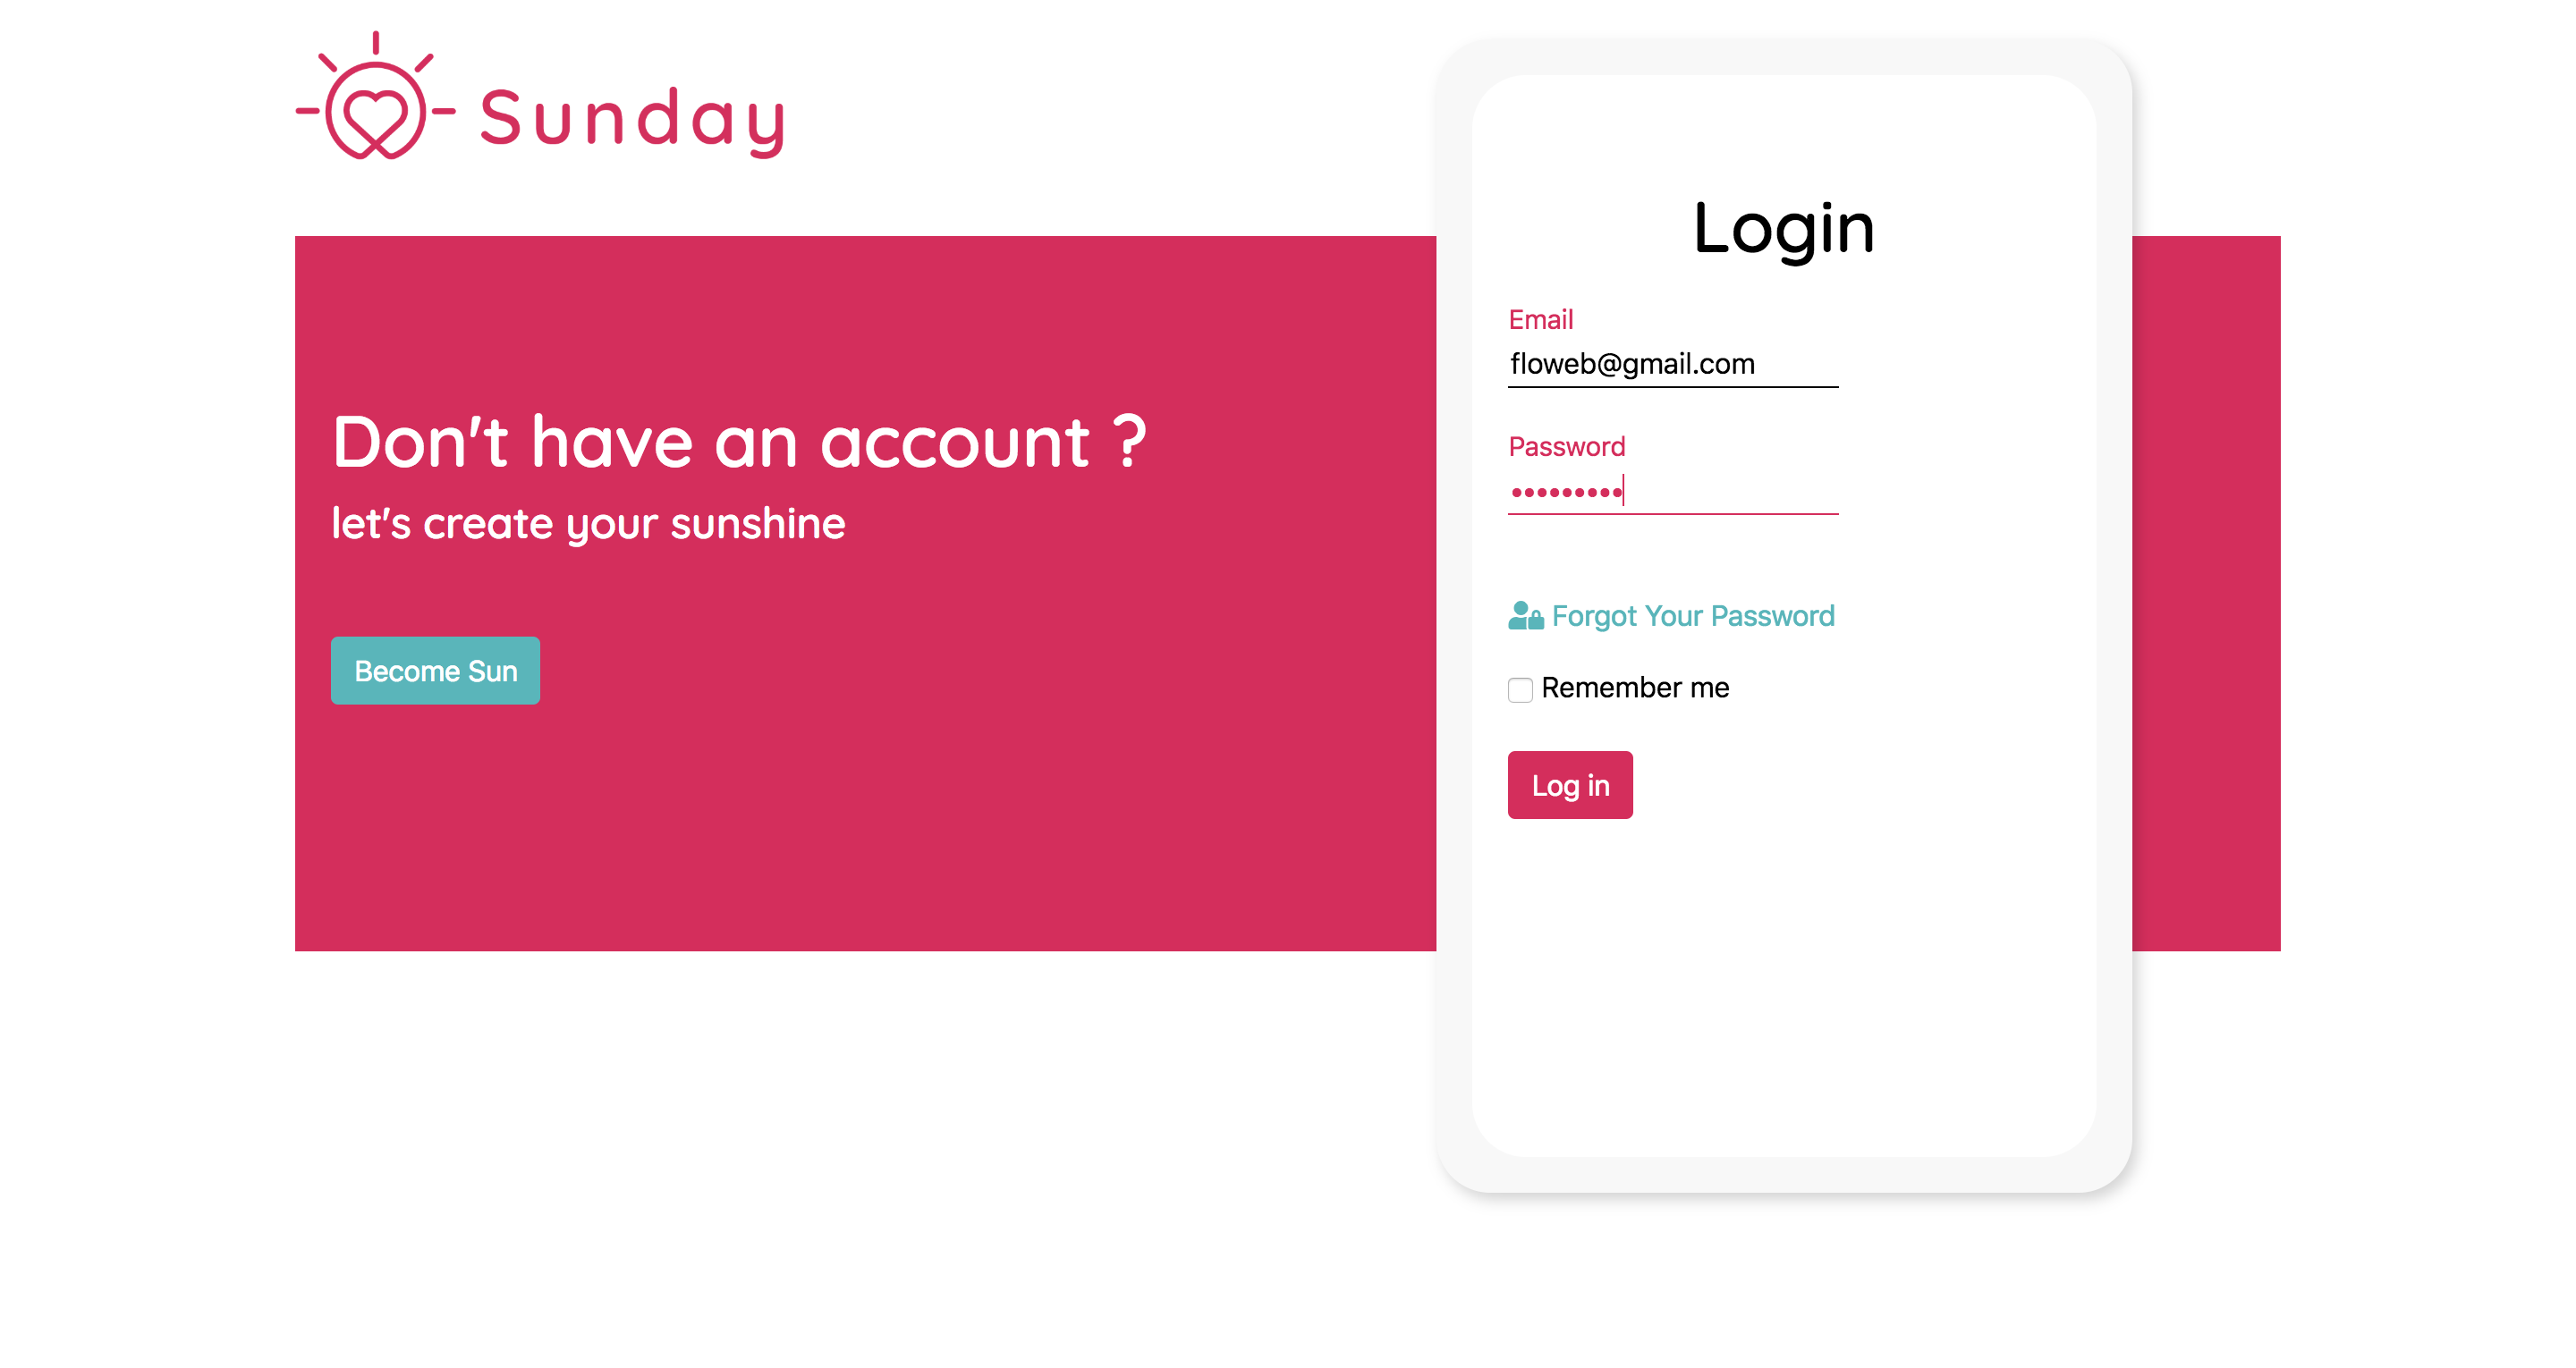 Sunday
Don't have an account ?
let's create your sunshine
Become Sun
Login
Email
floweb@gmail.com
Password
•••••••••
Forgot Your Password
Remember me
Log in